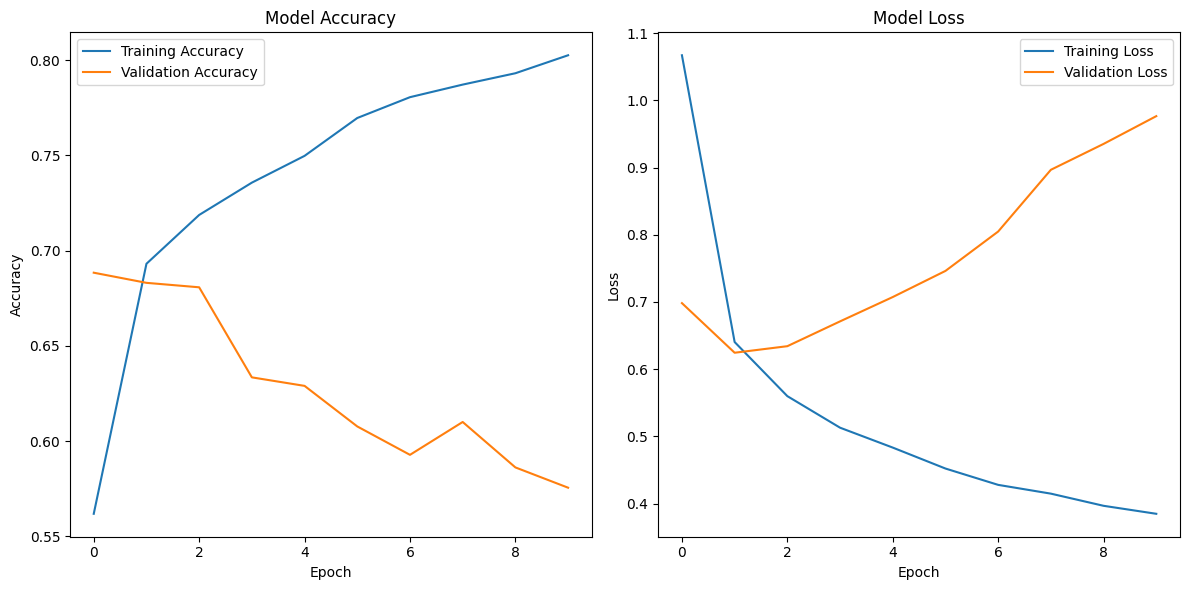 Model Accuracy
Training Accuracy
Validation Accuracy
0.80
0.75
0.70
0.65
0.60
0.55
Accuracy
0 2 4 6 8
Epoch
Model Loss
Training Loss
Validation Loss
1.1
1.0
0.9
0.8
0.7
0.6
0.5
0.4
Loss
0 2 4 6 8
Epoch